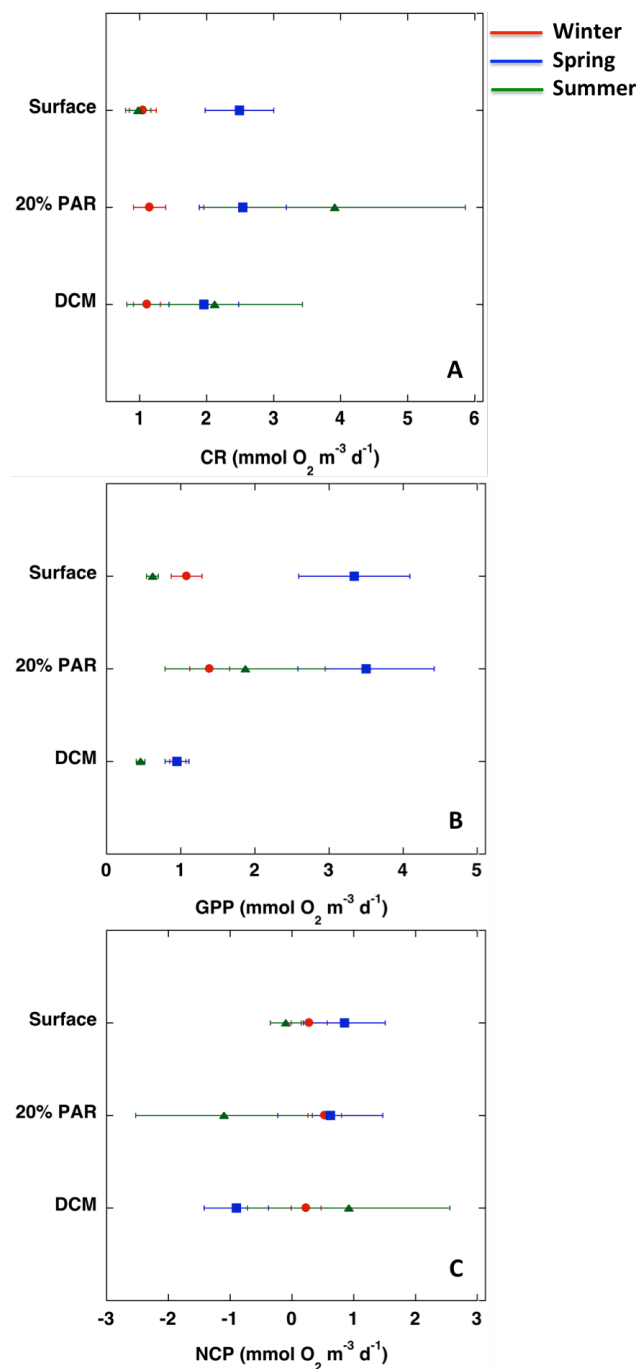 Winter
Spring
Summer
Surface
20% PAR
DCM
A
1 2 3 4 5 6
CR (mmol O₂ m⁻³ d⁻¹)
Surface
20% PAR
DCM
B
0 1 2 3 4 5
GPP (mmol O₂ m⁻³ d⁻¹)
Surface
20% PAR
DCM
C
-3 -2 -1 0 1 2 3
NCP (mmol O₂ m⁻³ d⁻¹)